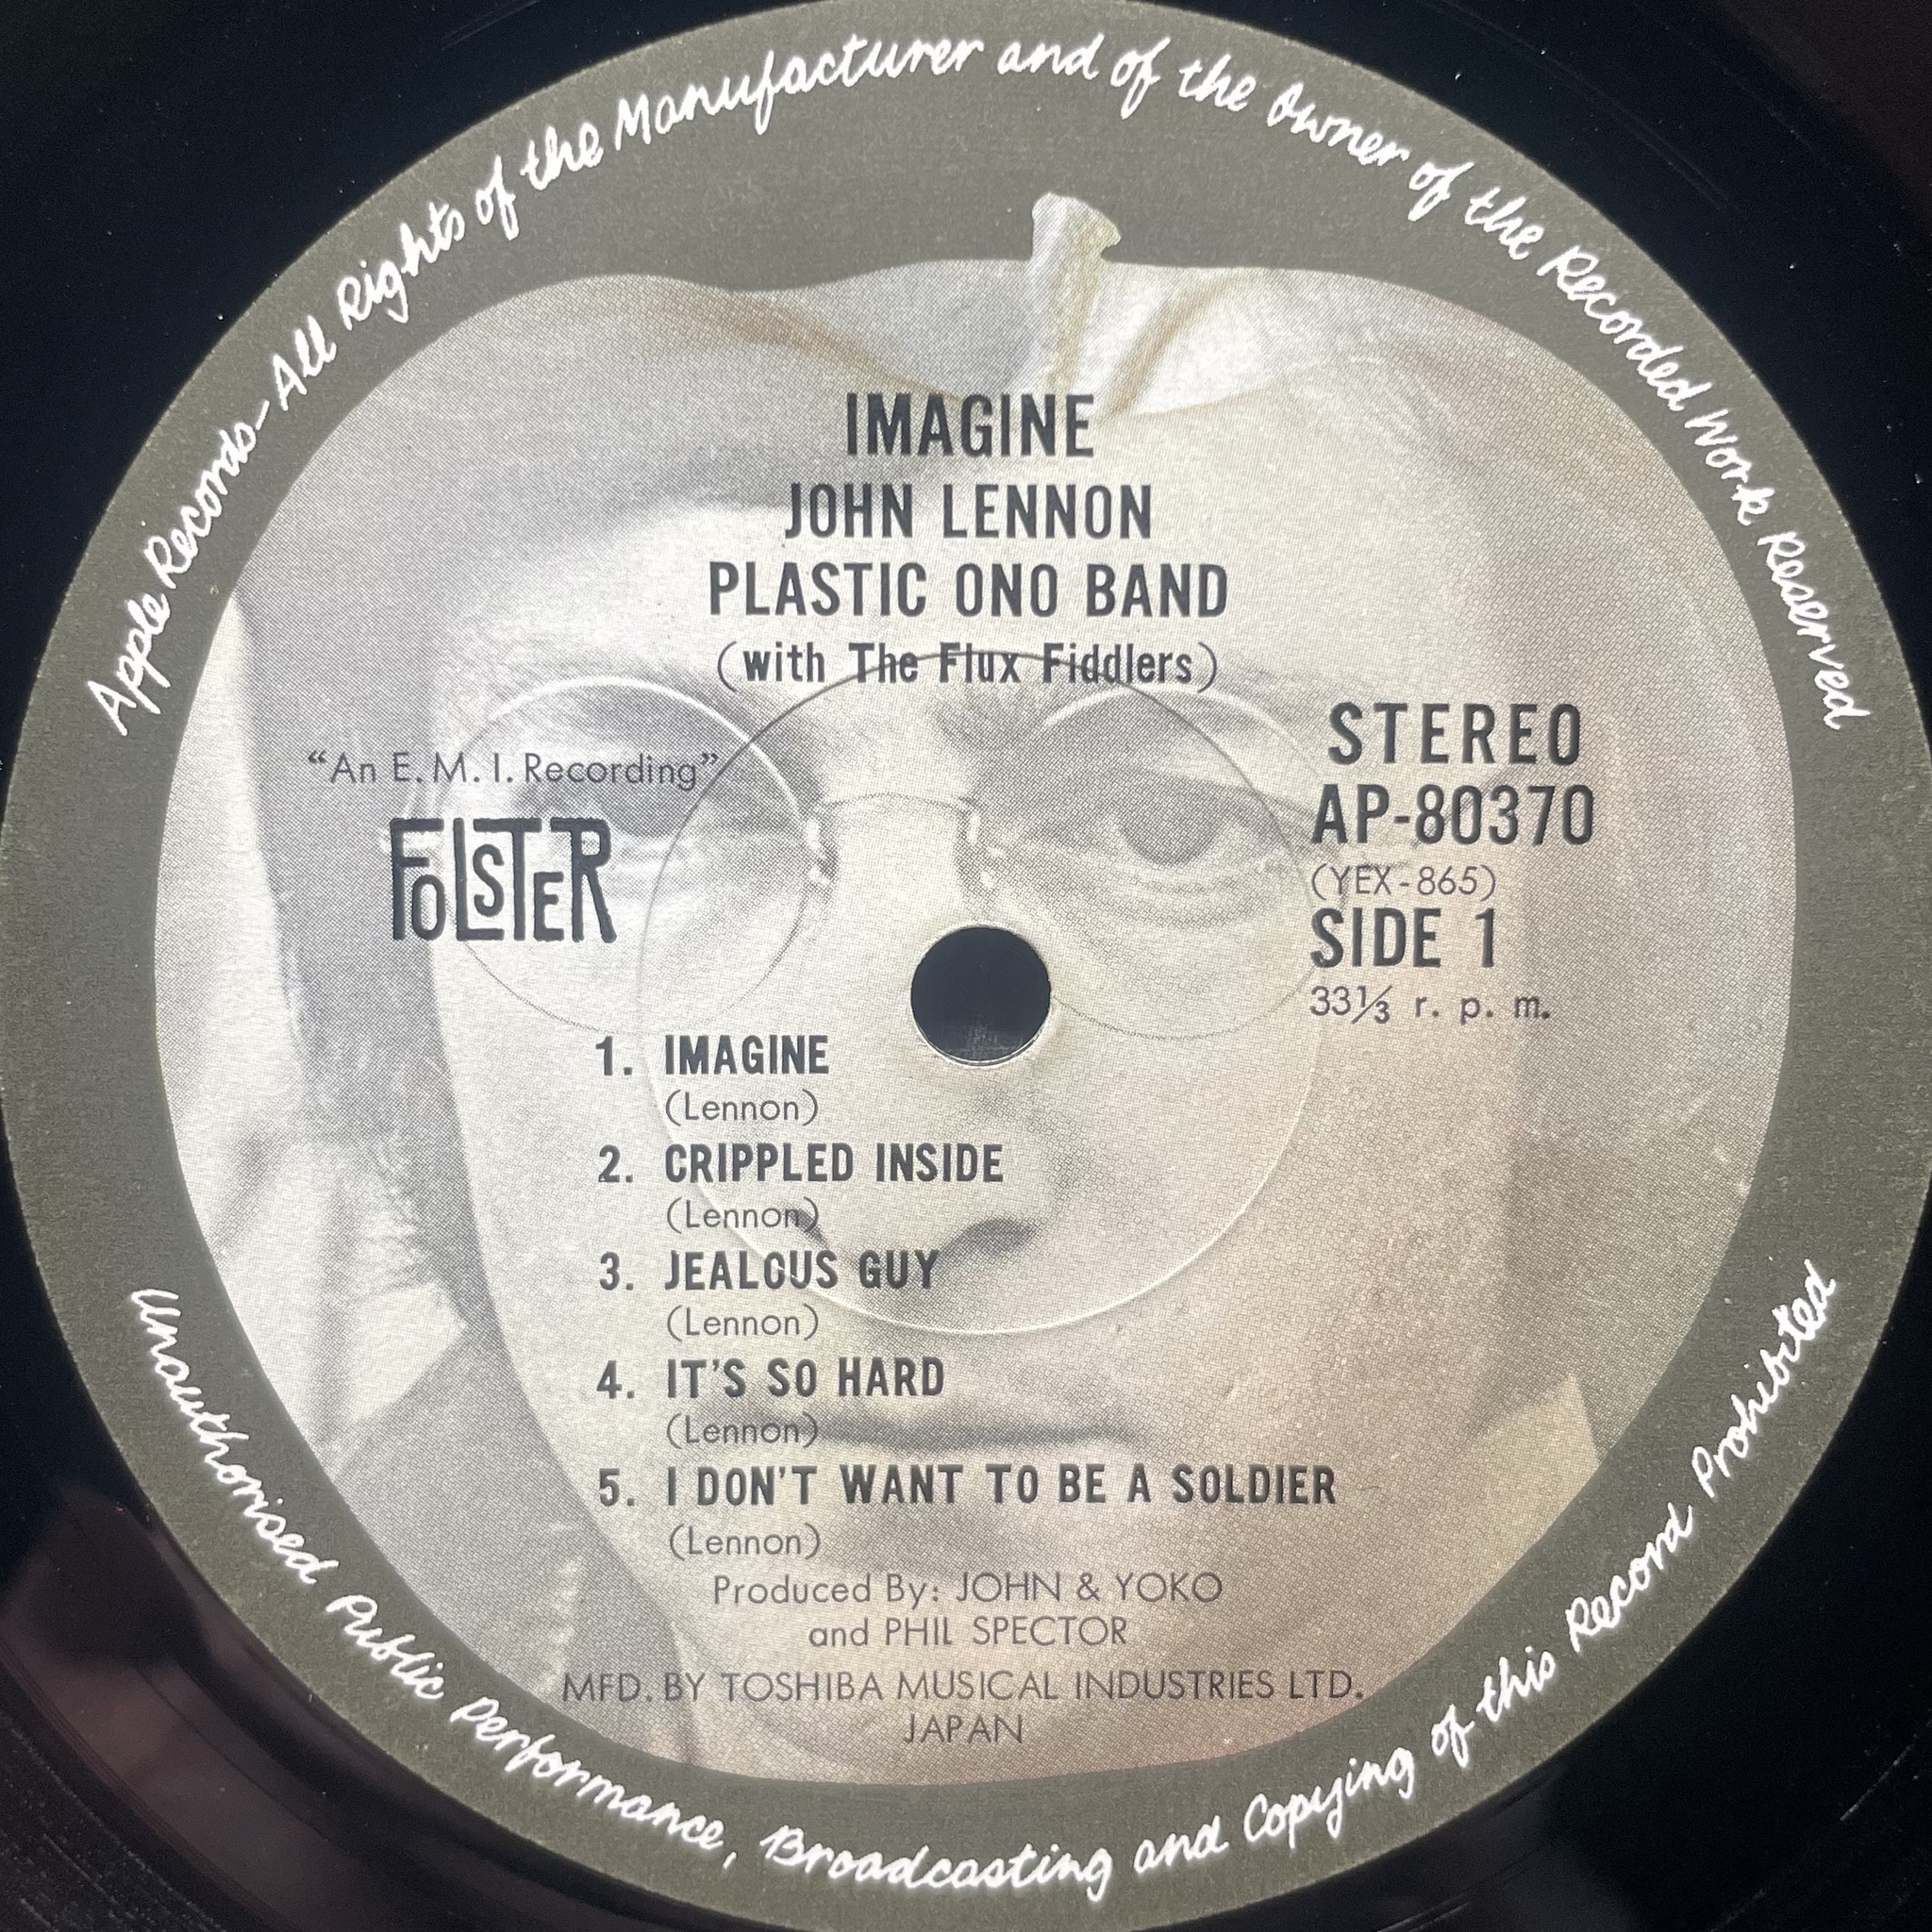 Apple Records-All Rights of the Manufacturer and of the Owner of the Recorded Work Reserved
IMAGINE
JOHN LENNON
PLASTIC ONO BAND
(with The Flux Fiddlers)
"An E.M.I. Recording"
FOLSTER
STEREO
AP-80370
(YEX-865)
SIDE 1
33⅓ r. p. m.
1. IMAGINE
(Lennon)
2. CRIPPLED INSIDE
(Lennon)
3. JEALOUS GUY
(Lennon)
4. IT'S SO HARD
(Lennon)
5. I DON'T WANT TO BE A SOLDIER
(Lennon)
Produced By: JOHN & YOKO
and PHIL SPECTOR
MFD. BY TOSHIBA MUSICAL INDUSTRIES LTD.
JAPAN
Unauthorised Public Performance, Broadcasting and Copying of this Record Prohibited